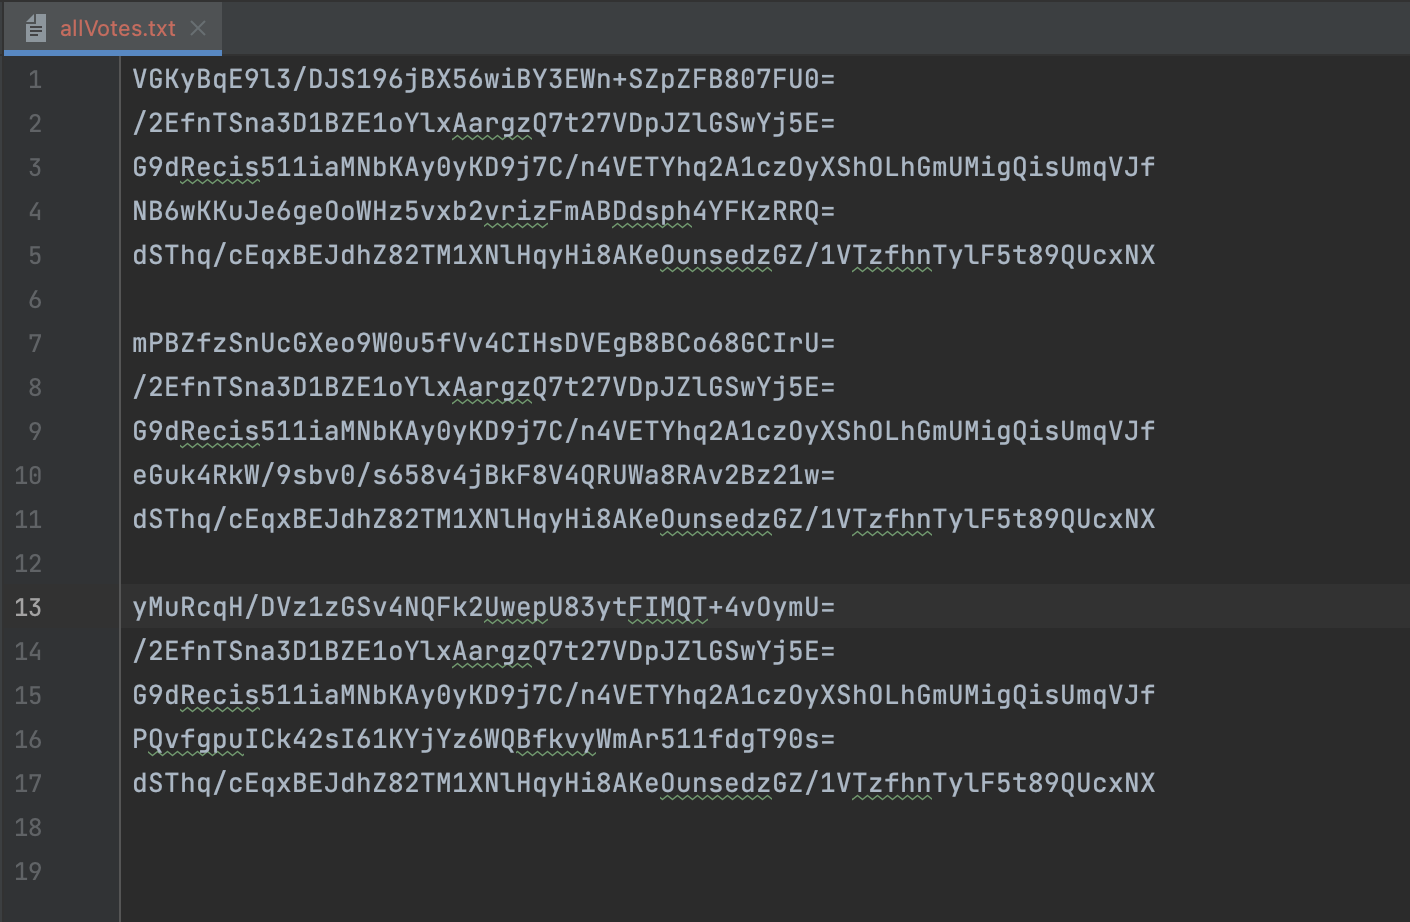 allVotes.txt
1 VGKyBqE9l3/DJS196jBX56wiBY3EWn+SZpZFB807FU0=
2 /2EfnTSna3D1BZE1oYlxAargzQ7t27VDpJZlGSwYj5E=
3 G9dRecis511iaMNbKAy0yKD9j7C/n4VETYhq2A1czOyXShOLhGmUMigQisUmqVJf
4 NB6wKKuJe6geOoWHz5vxb2vrizFmABDdsph4YFKzRRQ=
5 dSThq/cEqxBEJdhZ82TM1XNlHqyHi8AKeOunsedzGZ/1VTzfhnTylF5t89QUcxNX
6
7 mPBZfzSnUcGXeo9W0u5fVv4CIHsDVEgB8BCo68GCIrU=
8 /2EfnTSna3D1BZE1oYlxAargzQ7t27VDpJZlGSwYj5E=
9 G9dRecis511iaMNbKAy0yKD9j7C/n4VETYhq2A1czOyXShOLhGmUMigQisUmqVJf
10 eGuk4RkW/9sbv0/s658v4jBkF8V4QRUWa8RAv2Bz21w=
11 dSThq/cEqxBEJdhZ82TM1XNlHqyHi8AKeOunsedzGZ/1VTzfhnTylF5t89QUcxNX
12
13 yMuRcqH/DVz1zGSv4NQFk2UwepU83ytFIMQT+4vOymU=
14 /2EfnTSna3D1BZE1oYlxAargzQ7t27VDpJZlGSwYj5E=
15 G9dRecis511iaMNbKAy0yKD9j7C/n4VETYhq2A1czOyXShOLhGmUMigQisUmqVJf
16 PQvfgpuICk42sI61KYjYz6WQBfkvyWmAr511fdgT90s=
17 dSThq/cEqxBEJdhZ82TM1XNlHqyHi8AKeOunsedzGZ/1VTzfhnTylF5t89QUcxNX
18
19